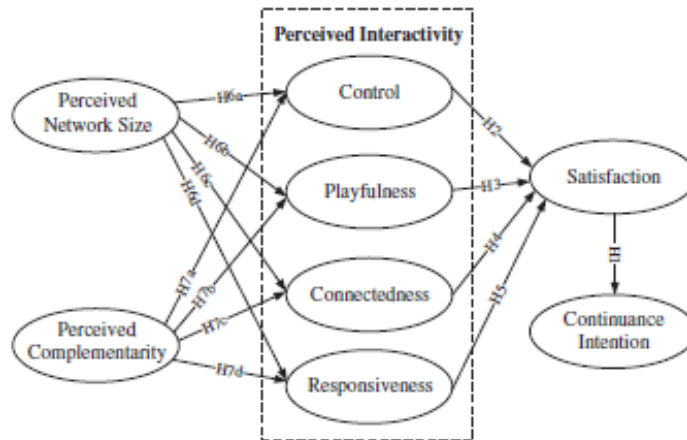 Perceived Interactivity
Perceived
Network Size
H6a
Control
H6b
H6c
H6d
H2
Playfulness
H3
Satisfaction
H7a
H7b
H4
H1
Connectedness
H7c
H5
Perceived
Complementarity
H7d
Responsiveness
Continuance
Intention